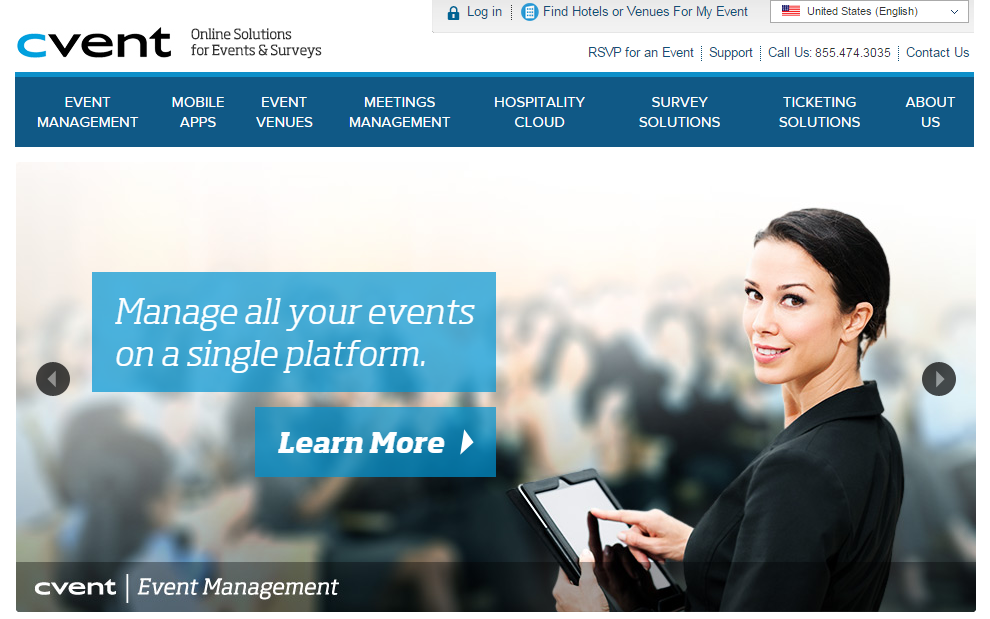 Log in
Find Hotels or Venues For My Event
United States (English)
cvent
Online Solutions
for Events & Surveys
RSVP for an Event
Support
Call Us: 855.474.3035
Contact Us
EVENT
MANAGEMENT
MOBILE
APPS
EVENT
VENUES
MEETINGS
MANAGEMENT
HOSPITALITY
CLOUD
SURVEY
SOLUTIONS
TICKETING
SOLUTIONS
ABOUT
US
Manage all your events
on a single platform.
Learn More
cvent | Event Management